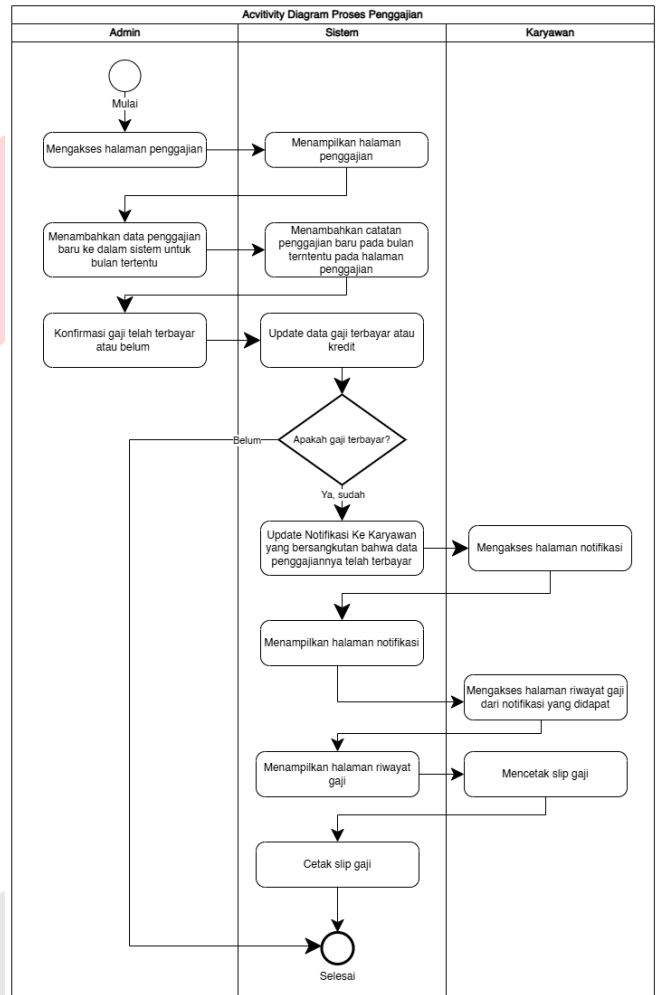 Acvitivity Diagram Proses Penggajian
Admin
Sistem
Karyawan
Mulai
Mengakses halaman penggajian
Menampilkan halaman
penggajian
Menambahkan data penggajian
baru ke dalam sistem untuk
bulan tertentu
Menambahkan catatan
penggajian baru pada bulan
terntentu pada halaman
penggajian
Konfirmasi gaji telah terbayar
atau belum
Update data gaji terbayar atau
kredit
Belum
Apakah gaji terbayar?
Ya, sudah
Update Notifikasi Ke Karyawan
yang bersangkutan bahwa data
penggajiannya telah terbayar
Mengakses halaman notifikasi
Menampilkan halaman notifikasi
Mengakses halaman riwayat gaji
dari notifikasi yang didapat
Menampilkan halaman riwayat
gaji
Mencetak slip gaji
Cetak slip gaji
Selesai